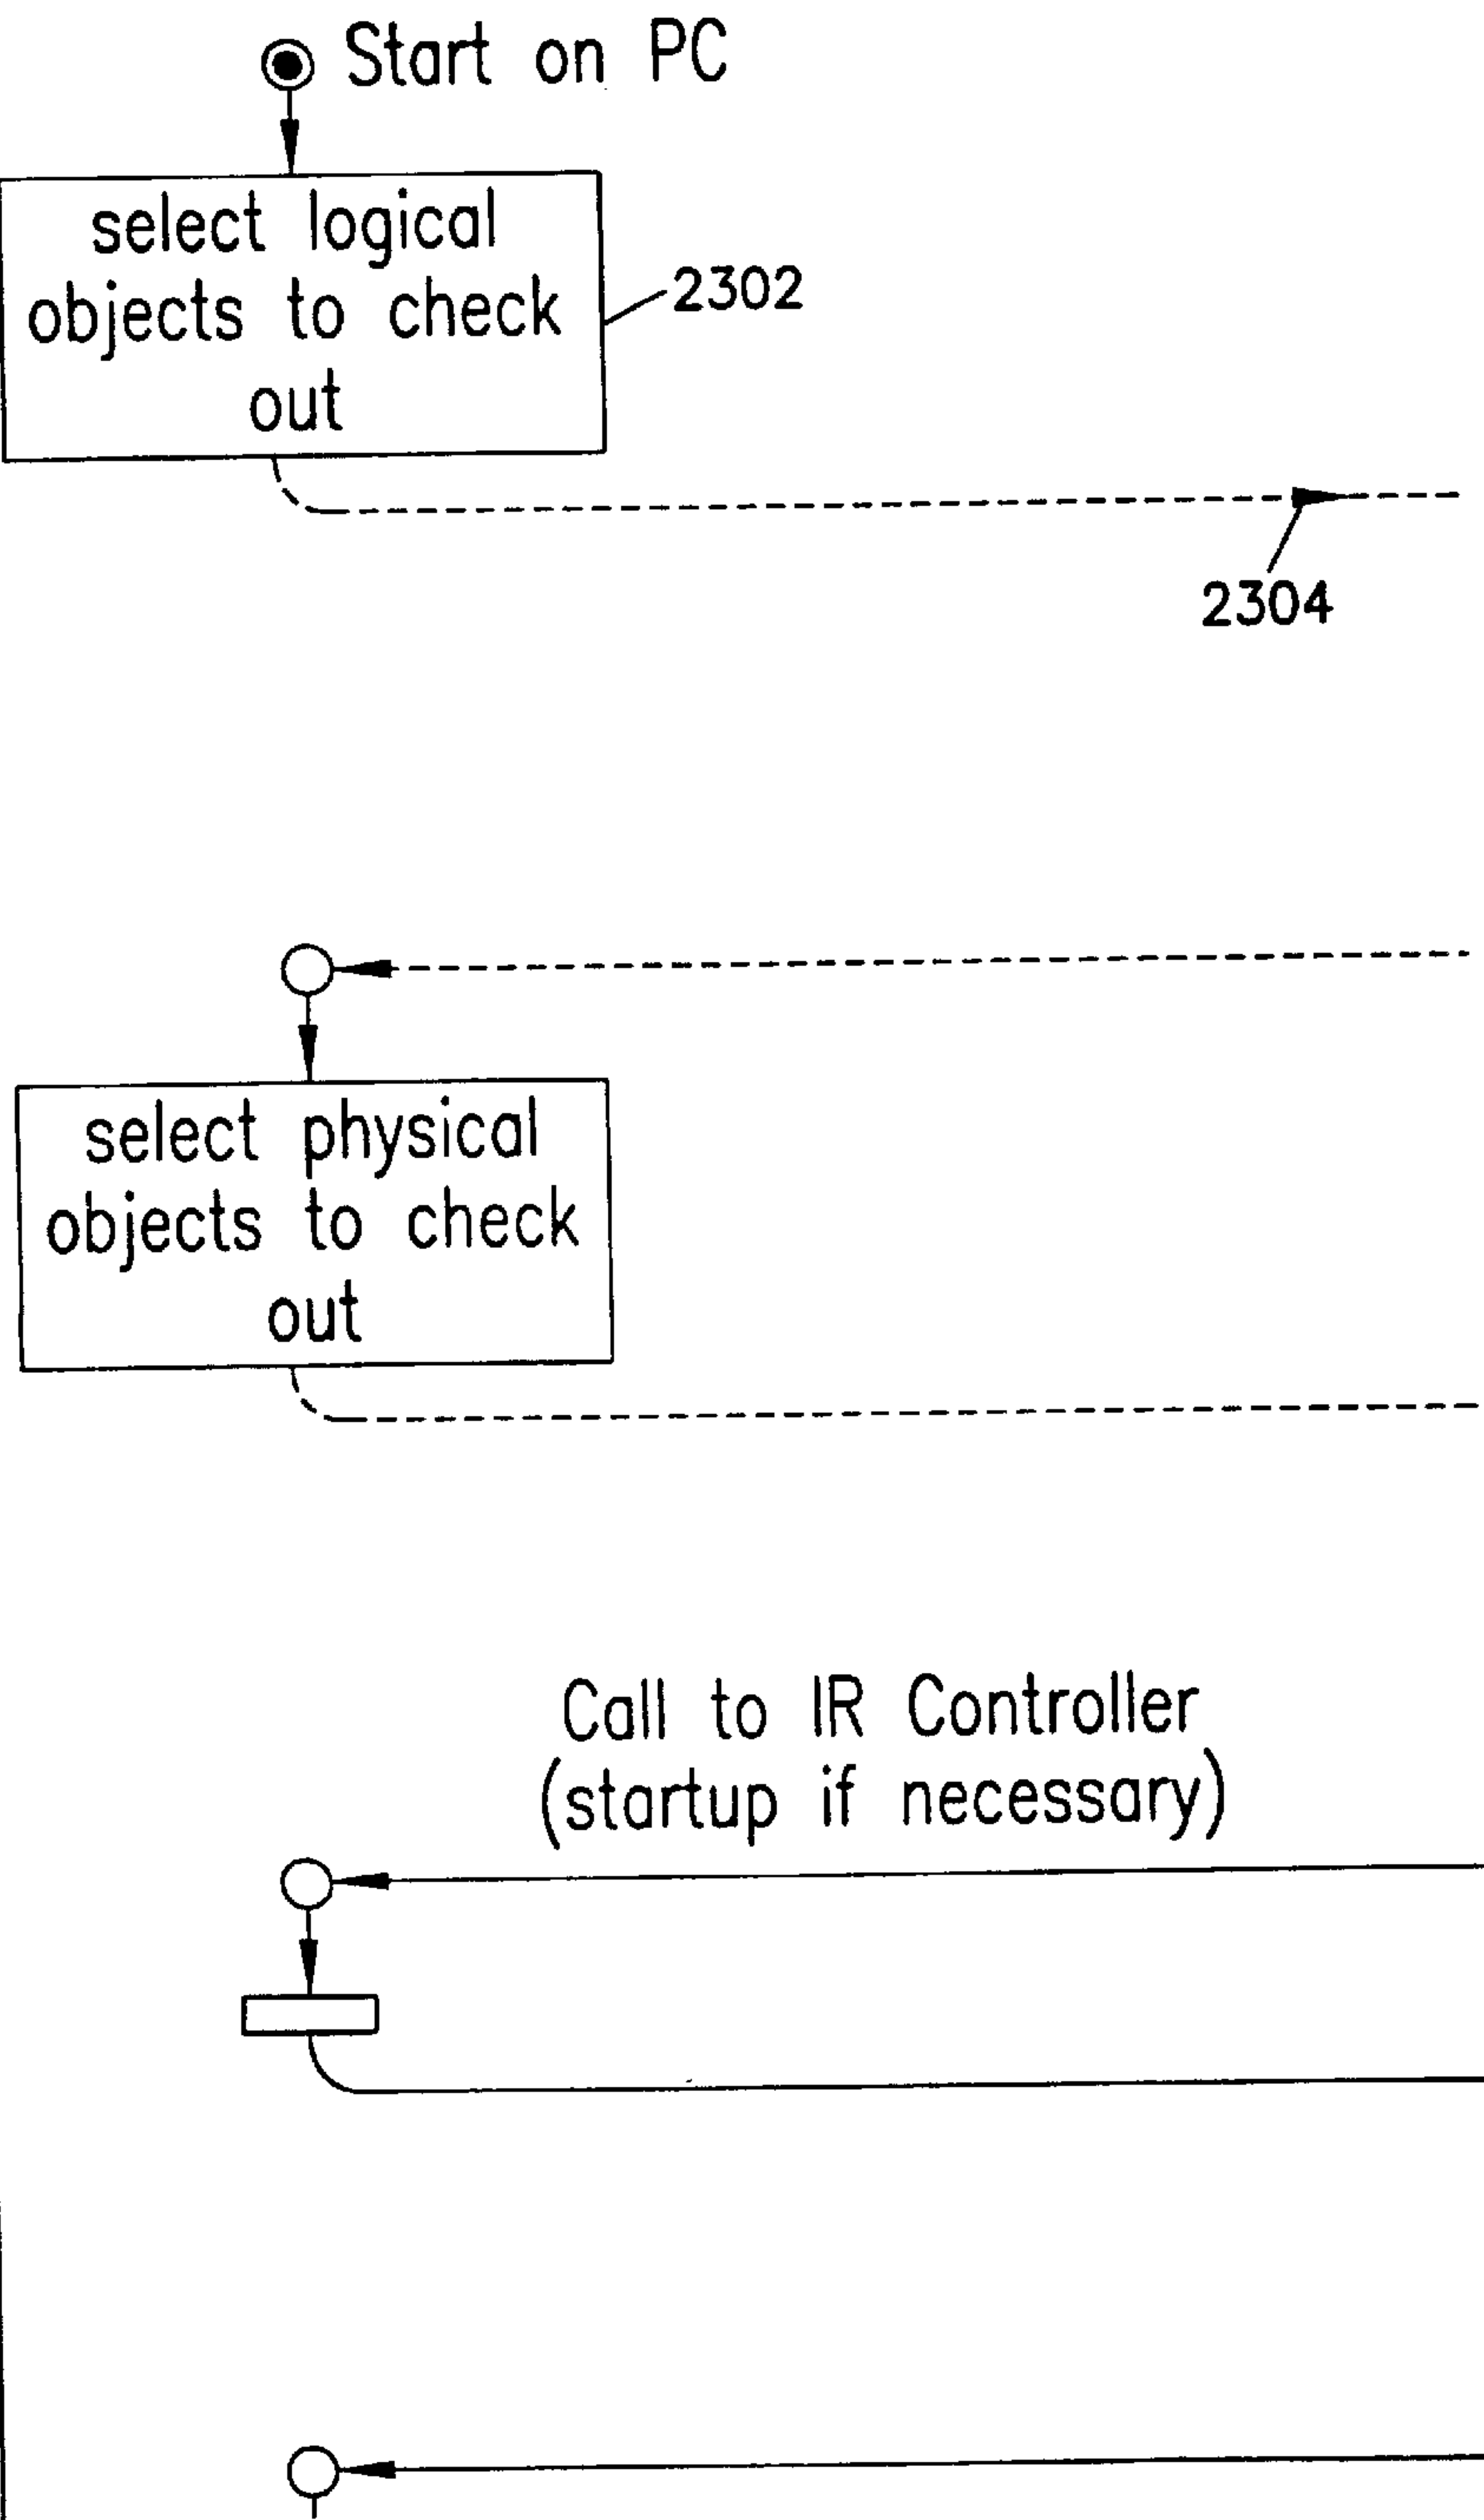 Start on PC
select logical
objects to check
out
2302
2304
select physical
objects to check
out
Call to IR Controller
(startup if necessary)